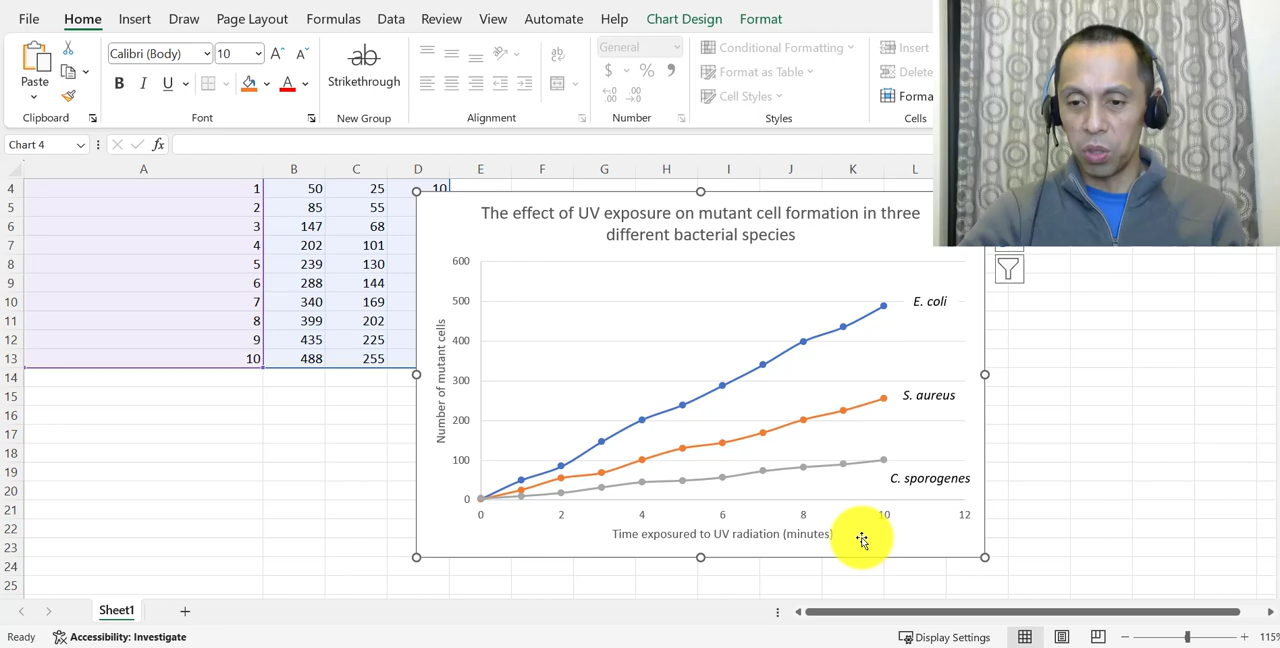 File Home Insert Draw Page Layout Formulas Data Review View Automate Help Chart Design Format
Paste
Clipboard
Calibri (Body) 10 A A
B I U A
Font
ab
Strikethrough
New Group
ab
Alignment
General
$ % 9
Number
Conditional Formatting
Format as Table
Cell Styles
Styles
Insert
Delete
Forma
Cells
Chart 4 fx
A B C D E F G H I J K L
4 1 50 25 10
5 2 85 55
6 3 147 68
7 4 202 101
8 5 239 130
9 6 288 144
10 7 340 169
11 8 399 202
12 9 435 225
13 10 488 255
14
15
16
17
18
19
20
21
22
23
24
25
The effect of UV exposure on mutant cell formation in three
different bacterial species
Number of mutant cells
600
500
400
300
200
100
0
E. coli
S. aureus
C. sporogenes
0 2 4 6 8 10 12
Time exposured to UV radiation (minutes)
Sheet1
Ready Accessibility: Investigate Display Settings 115%